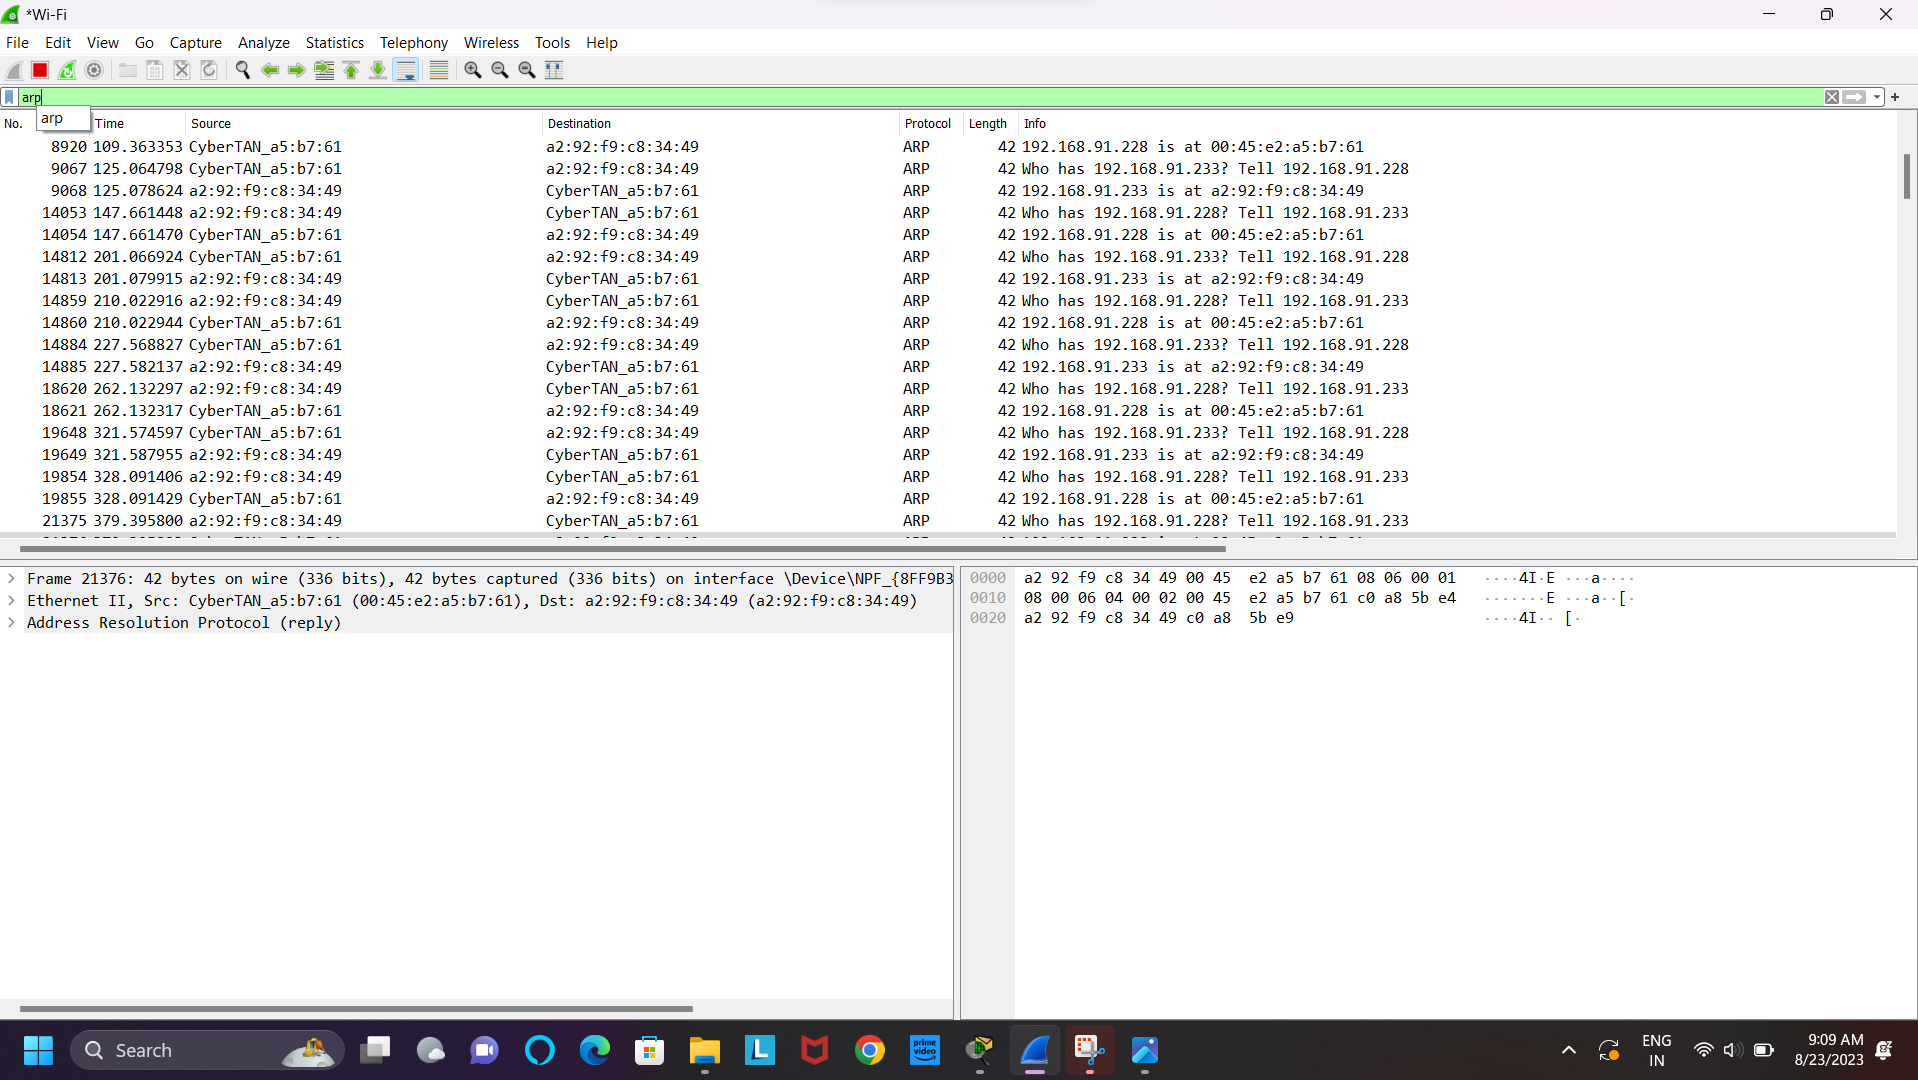 *Wi-Fi
File Edit View Go Capture Analyze Statistics Telephony Wireless Tools Help
arp
arp
No. Time Source Destination Protocol Length Info
8920 109.363353 CyberTAN_a5:b7:61 a2:92:f9:c8:34:49 ARP 42 192.168.91.228 is at 00:45:e2:a5:b7:61
9067 125.064798 CyberTAN_a5:b7:61 a2:92:f9:c8:34:49 ARP 42 Who has 192.168.91.233? Tell 192.168.91.228
9068 125.078624 a2:92:f9:c8:34:49 CyberTAN_a5:b7:61 ARP 42 192.168.91.233 is at a2:92:f9:c8:34:49
14053 147.661448 a2:92:f9:c8:34:49 CyberTAN_a5:b7:61 ARP 42 Who has 192.168.91.228? Tell 192.168.91.233
14054 147.661470 CyberTAN_a5:b7:61 a2:92:f9:c8:34:49 ARP 42 192.168.91.228 is at 00:45:e2:a5:b7:61
14812 201.066924 CyberTAN_a5:b7:61 a2:92:f9:c8:34:49 ARP 42 Who has 192.168.91.233? Tell 192.168.91.228
14813 201.079915 a2:92:f9:c8:34:49 CyberTAN_a5:b7:61 ARP 42 192.168.91.233 is at a2:92:f9:c8:34:49
14859 210.022916 a2:92:f9:c8:34:49 CyberTAN_a5:b7:61 ARP 42 Who has 192.168.91.228? Tell 192.168.91.233
14860 210.022944 CyberTAN_a5:b7:61 a2:92:f9:c8:34:49 ARP 42 192.168.91.228 is at 00:45:e2:a5:b7:61
14884 227.568827 CyberTAN_a5:b7:61 a2:92:f9:c8:34:49 ARP 42 Who has 192.168.91.233? Tell 192.168.91.228
14885 227.582137 a2:92:f9:c8:34:49 CyberTAN_a5:b7:61 ARP 42 192.168.91.233 is at a2:92:f9:c8:34:49
18620 262.132297 a2:92:f9:c8:34:49 CyberTAN_a5:b7:61 ARP 42 Who has 192.168.91.228? Tell 192.168.91.233
18621 262.132317 CyberTAN_a5:b7:61 a2:92:f9:c8:34:49 ARP 42 192.168.91.228 is at 00:45:e2:a5:b7:61
19648 321.574597 CyberTAN_a5:b7:61 a2:92:f9:c8:34:49 ARP 42 Who has 192.168.91.233? Tell 192.168.91.228
19649 321.587955 a2:92:f9:c8:34:49 CyberTAN_a5:b7:61 ARP 42 192.168.91.233 is at a2:92:f9:c8:34:49
19854 328.091406 a2:92:f9:c8:34:49 CyberTAN_a5:b7:61 ARP 42 Who has 192.168.91.228? Tell 192.168.91.233
19855 328.091429 CyberTAN_a5:b7:61 a2:92:f9:c8:34:49 ARP 42 192.168.91.228 is at 00:45:e2:a5:b7:61
21375 379.395800 a2:92:f9:c8:34:49 CyberTAN_a5:b7:61 ARP 42 Who has 192.168.91.228? Tell 192.168.91.233
Frame 21376: 42 bytes on wire (336 bits), 42 bytes captured (336 bits) on interface \Device\NPF_{8FF9B3
Ethernet II, Src: CyberTAN_a5:b7:61 (00:45:e2:a5:b7:61), Dst: a2:92:f9:c8:34:49 (a2:92:f9:c8:34:49)
Address Resolution Protocol (reply)
0000 a2 92 f9 c8 34 49 00 45 e2 a5 b7 61 08 06 00 01 ····4I·E ···a····
0010 08 00 06 04 00 02 00 45 e2 a5 b7 61 c0 a8 5b e4 ·······E ···a··[·
0020 a2 92 f9 c8 34 49 c0 a8 5b e9 ····4I·· [·
Search
prime video
L
ENG
IN
9:09 AM
8/23/2023